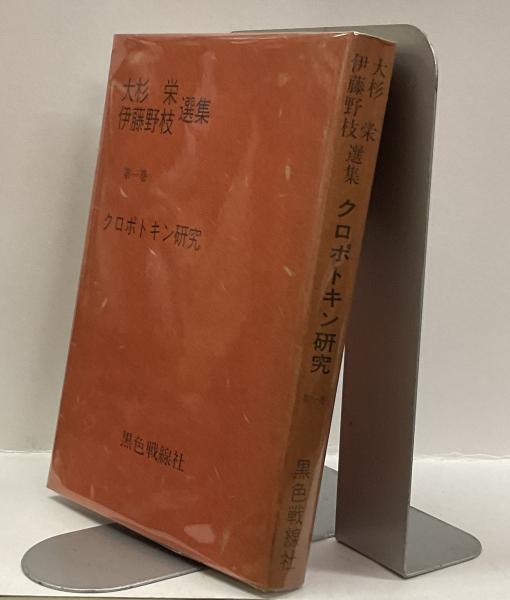 大杉 栄
伊藤野枝 選集
第一巻
クロポトキン研究
黒色戦線社
大杉 栄
伊藤野枝 選集
クロポトキン研究
第一巻
黒色戦線社